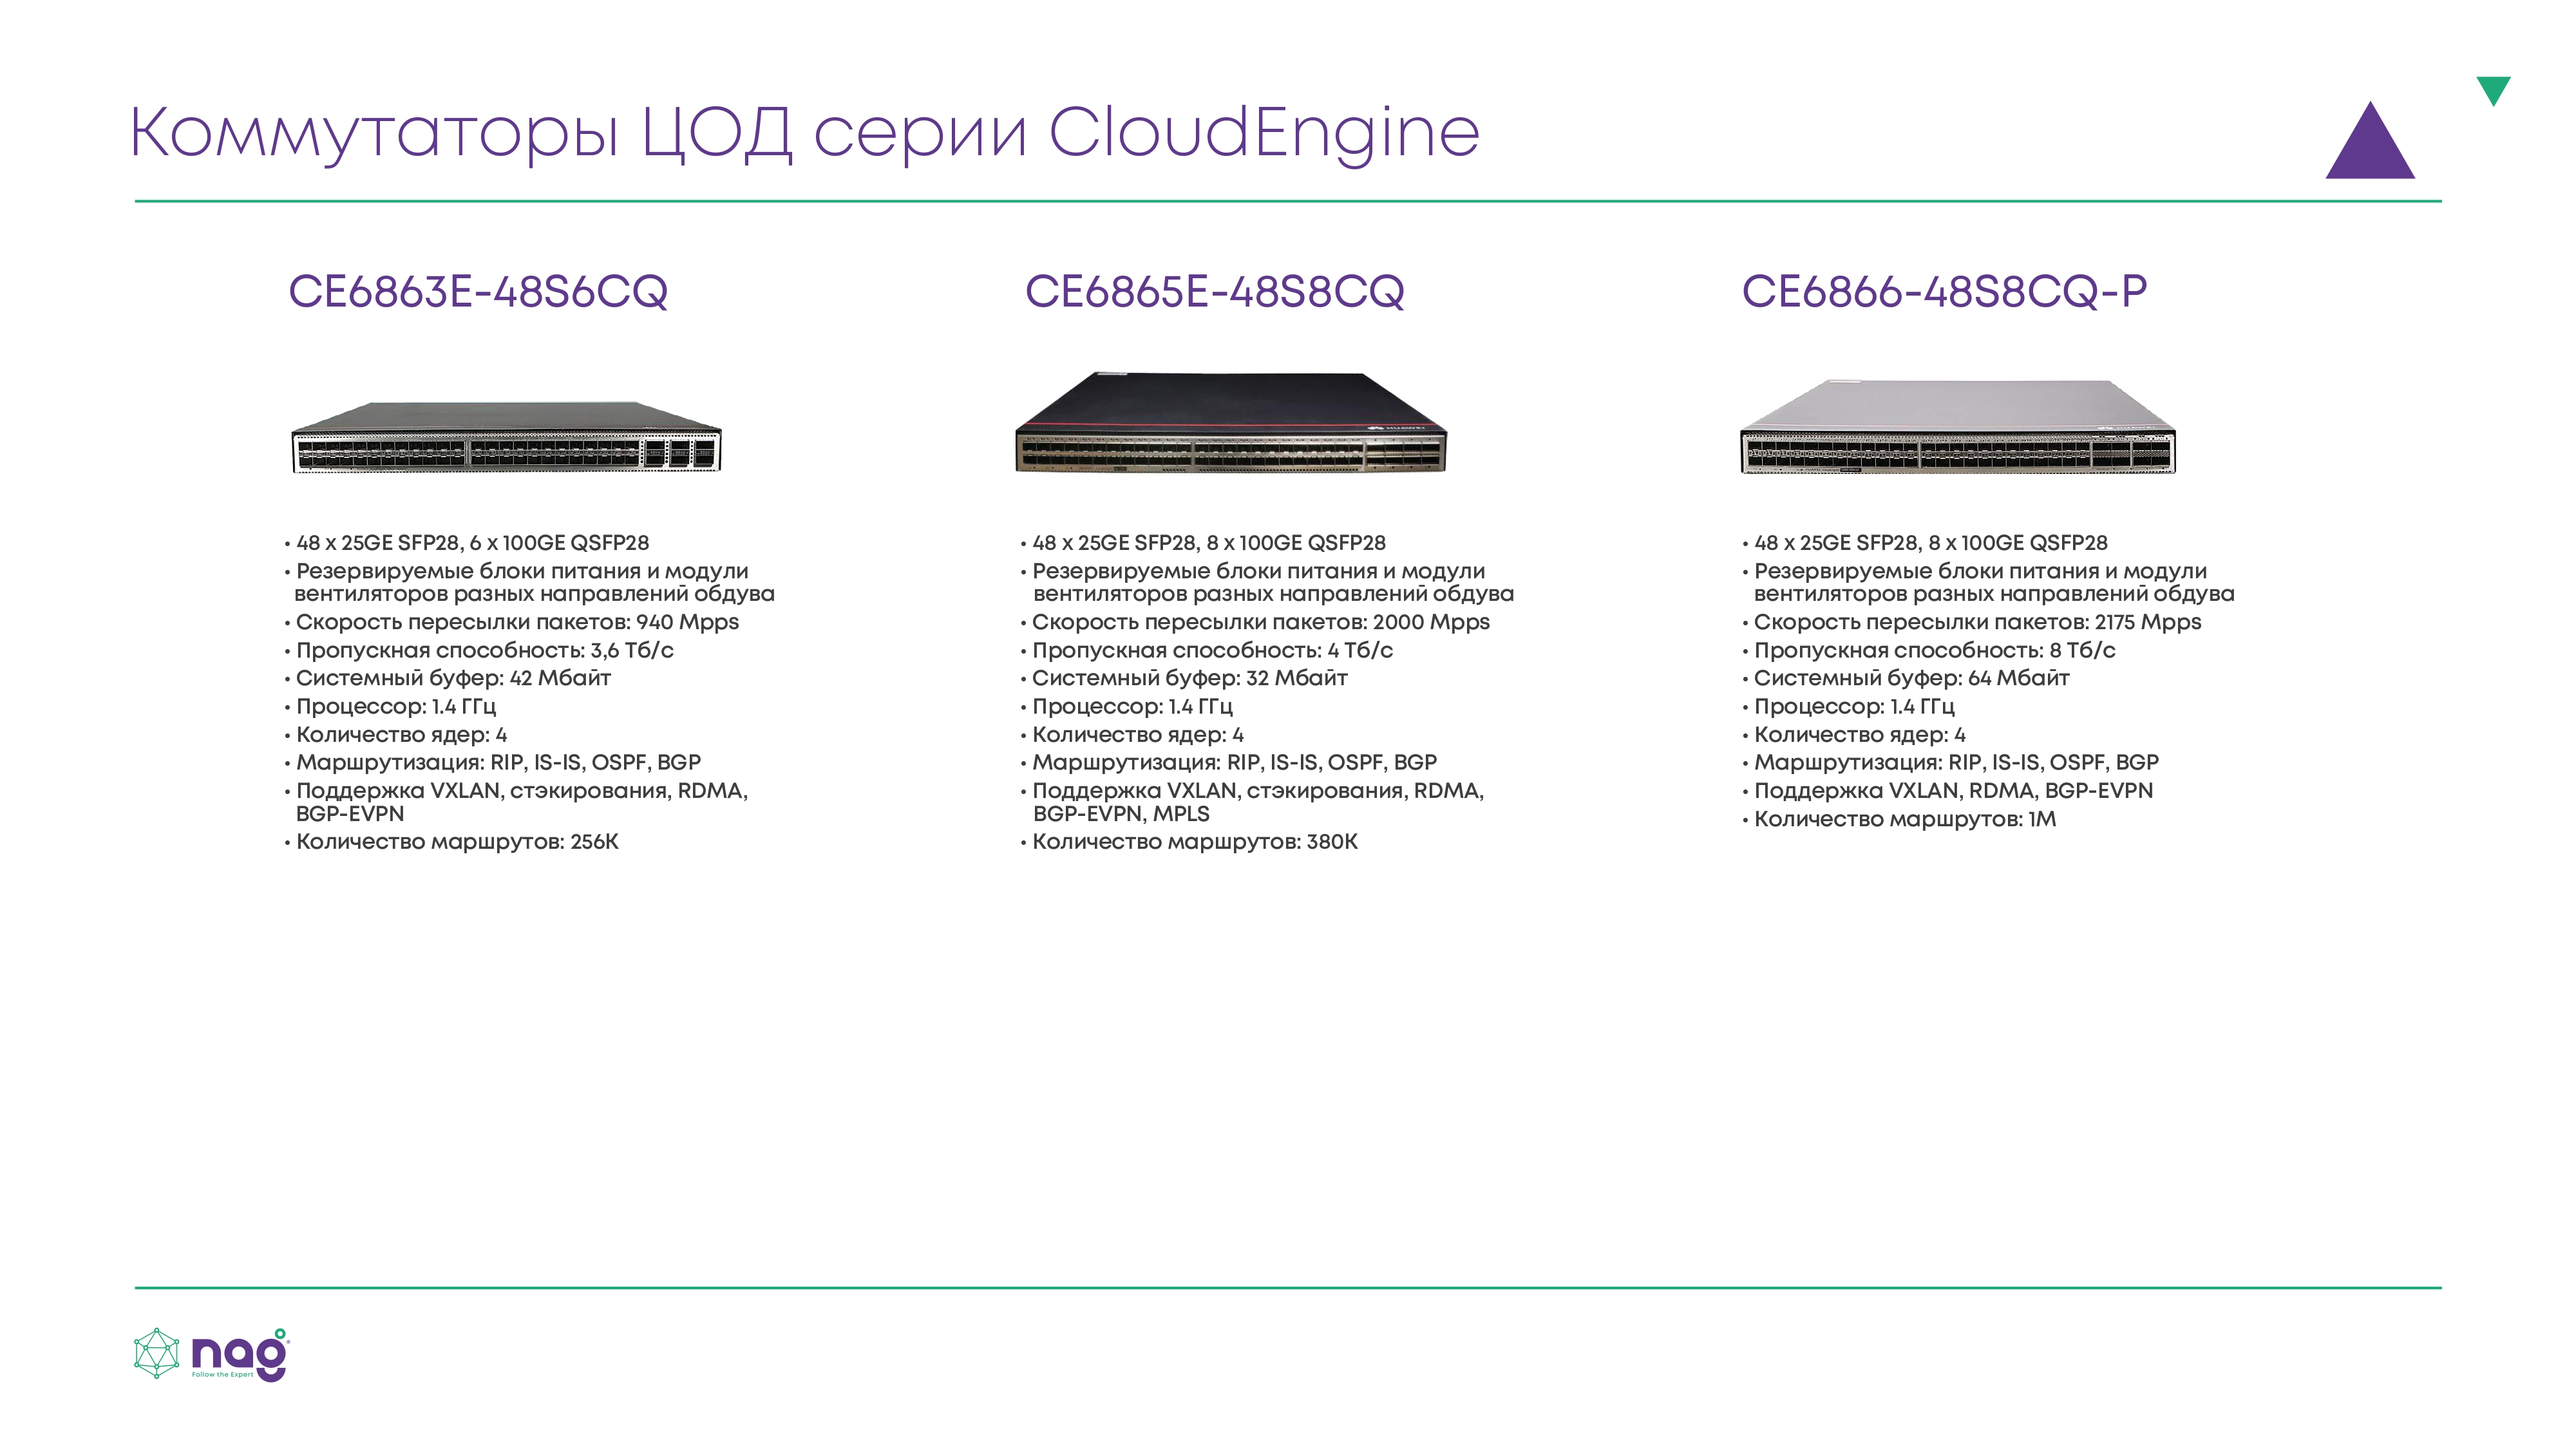 Коммутаторы ЦОД серии CloudEngine
CE6863E-48S6CQ
• 48 x 25GE SFP28, 6 x 100GE QSFP28
• Резервируемые блоки питания и модули
вентиляторов разных направлений обдува
• Скорость пересылки пакетов: 940 Mpps
• Пропускная способность: 3,6 Тб/с
• Системный буфер: 42 Мбайт
• Процессор: 1.4 ГГц
• Количество ядер: 4
• Маршрутизация: RIP, IS-IS, OSPF, BGP
• Поддержка VXLAN, стэкирования, RDMA,
BGP-EVPN
• Количество маршрутов: 256K
CE6865E-48S8CQ
HUAWEI
• 48 x 25GE SFP28, 8 x 100GE QSFP28
• Резервируемые блоки питания и модули
вентиляторов разных направлений обдува
• Скорость пересылки пакетов: 2000 Mpps
• Пропускная способность: 4 Тб/с
• Системный буфер: 32 Мбайт
• Процессор: 1.4 ГГц
• Количество ядер: 4
• Маршрутизация: RIP, IS-IS, OSPF, BGP
• Поддержка VXLAN, стэкирования, RDMA,
BGP-EVPN, MPLS
• Количество маршрутов: 380K
CE6866-48S8CQ-P
• 48 x 25GE SFP28, 8 x 100GE QSFP28
• Резервируемые блоки питания и модули
вентиляторов разных направлений обдува
• Скорость пересылки пакетов: 2175 Mpps
• Пропускная способность: 8 Тб/с
• Системный буфер: 64 Мбайт
• Процессор: 1.4 ГГц
• Количество ядер: 4
• Маршрутизация: RIP, IS-IS, OSPF, BGP
• Поддержка VXLAN, RDMA, BGP-EVPN
• Количество маршрутов: 1M
nag
Follow the Expert